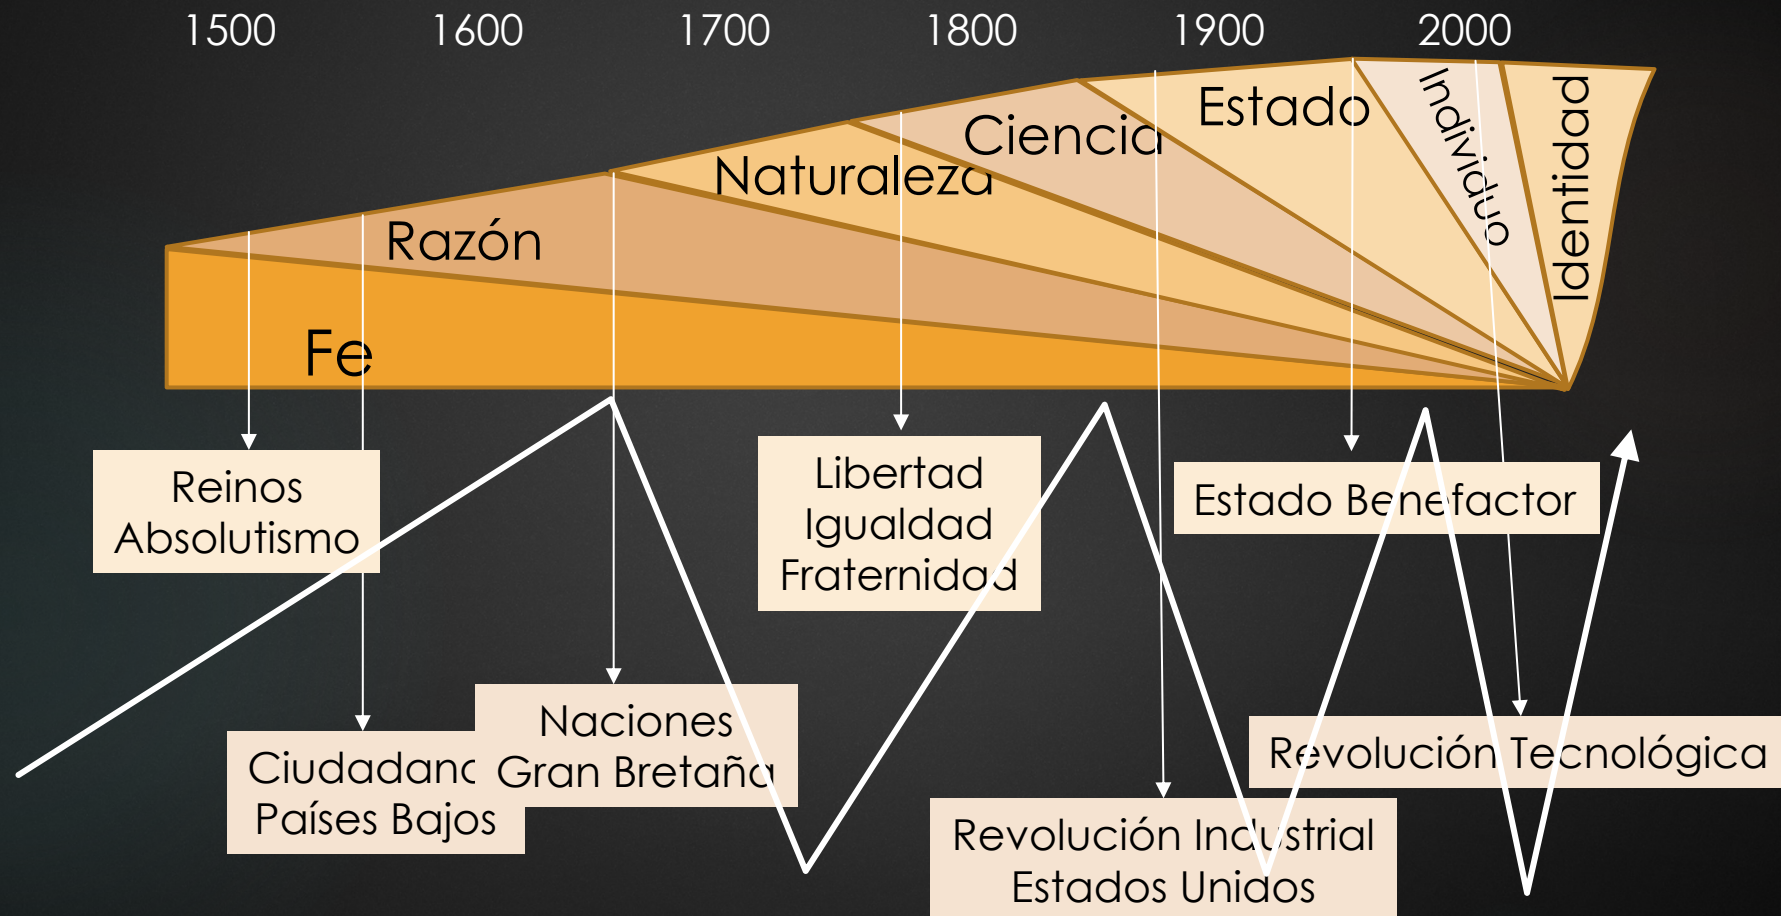 1500 1600 1700 1800 1900 2000
Individuo
Identidad
Estado
Ciencia
Naturaleza
Razón
Fe
Reinos
Absolutismo
Libertad
Igualdad
Fraternidad
Estado Benefactor
Naciones
Gran Bretaña
Países Bajos
Revolución Tecnológica
Revolución Industrial
Estados Unidos